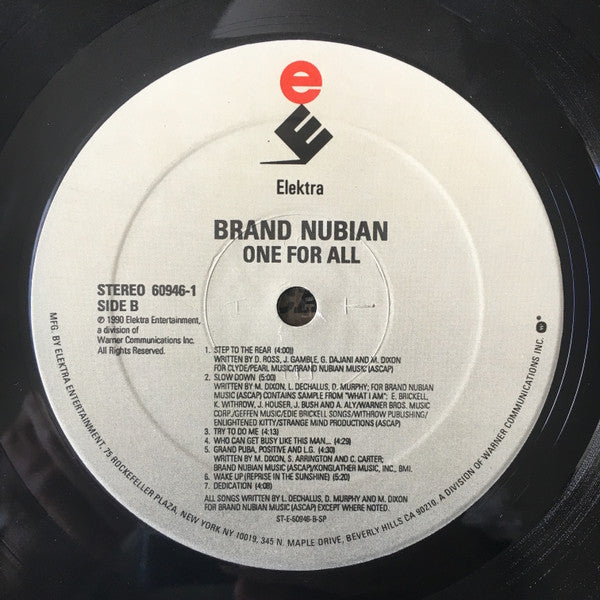 e
E
Elektra
BRAND NUBIAN
ONE FOR ALL
STEREO 60946-1
SIDE B
℗ 1990 Elektra Entertainment,
a division of
Warner Communications Inc.
All Rights Reserved.
1. STEP TO THE REAR (4:00))
WRITTEN BY D. ROSS, J. GAMBLE, G. DAJANI AND M. DIXON
FOR CLYDE/PEARL MUSIC/BRAND NUBIAN MUSIC (ASCAP)
2. SLOW DOWN (5:00)
WRITTEN BY M. DIXON, L. DECHALUS, D. MURPHY; FOR BRAND NUBIAN
MUSIC (ASCAP) CONTAINS SAMPLE FROM "WHAT I AM": E. BRICKELL,
K. WITHROW, J. HOUSER, J. BUSH AND A. ALY/WARNER BROS. MUSIC
CORP./GEFFEN MUSIC/EDIE BRICKELL SONGS/WITHROW PUBLISHING/
ENLIGHTENED KITTY/STRANGE MIND PRODUCTIONS (ASCAP)
3. TRY TO DO ME (4:13)
4. WHO CAN GET BUSY LIKE THIS MAN... (4:29)
5. GRAND PUBA, POSITIVE AND L.G. (4:30)
WRITTEN BY M. DIXON, S. ARRINGTON AND C. CARTER;
BRAND NUBIAN MUSIC (ASCAP)/KONGLATHER MUSIC, INC., BMI.
6. WAKE UP (REPRISE IN THE SUNSHINE) (5:20)
7. DEDICATION (4:08)
ALL SONGS WRITTEN BY L. DECHALUS, D. MURPHY AND M. DIXON
FOR BRAND NUBIAN MUSIC (ASCAP) EXCEPT WHERE NOTED.
ST-E-60946-B-SP
MFG. BY ELEKTRA ENTERTAINMENT, 75 ROCKEFELLER PLAZA, NEW YORK NY 10019. 345 N. MAPLE DRIVE, BEVERLY HILLS CA 90210. A DIVISION OF WARNER COMMUNICATIONS INC.